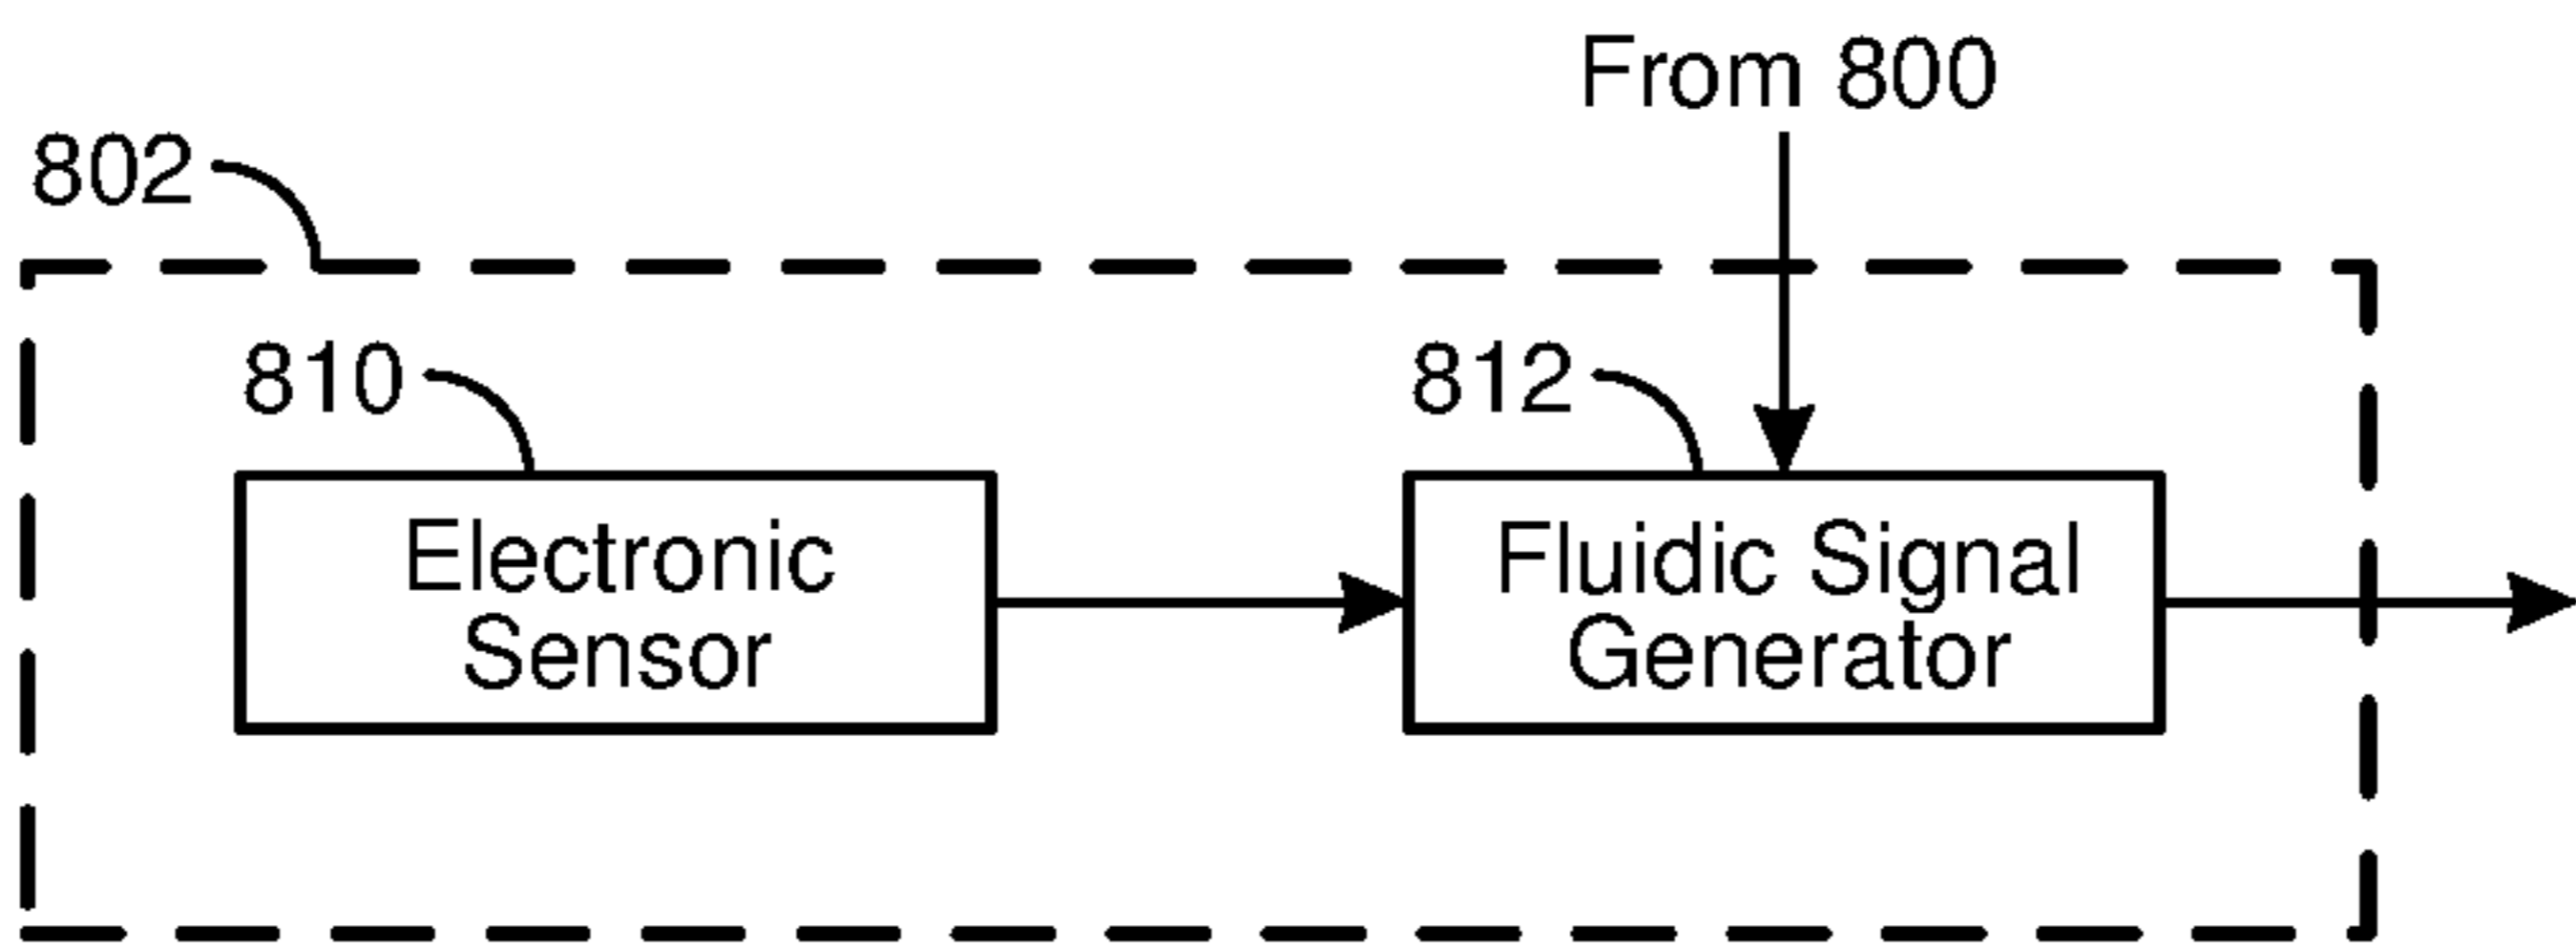 From 800
802
810
812
Electronic
Sensor
Fluidic Signal
Generator